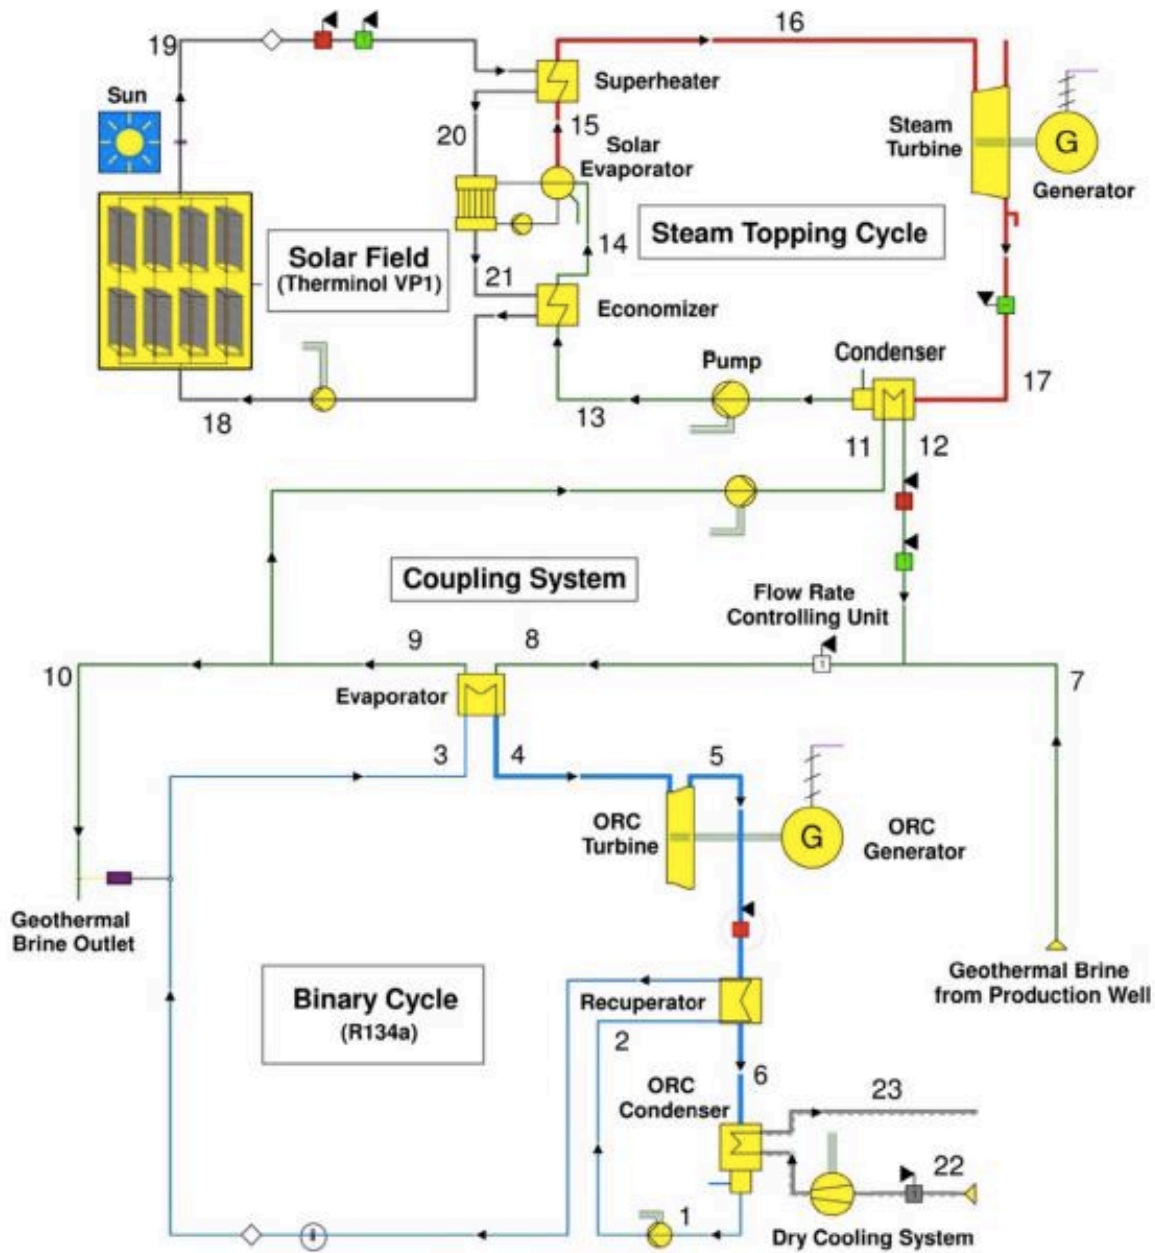 16
19
Superheater
Sun
15
20
Solar
Evaporator
Steam
Turbine
G
Generator
Steam Topping Cycle
14
Solar Field
(Therminol VP1)
21
Economizer
Condenser
Pump
17
18
13
11
12
Coupling System
Flow Rate
Controlling Unit
9
8
1
10
7
Evaporator
3
4
5
ORC
Turbine
G
ORC
Generator
Geothermal
Brine Outlet
Geothermal Brine
from Production Well
Binary Cycle
(R134a)
Recuperator
2
6
ORC
Condenser
23
22
1
Dry Cooling System